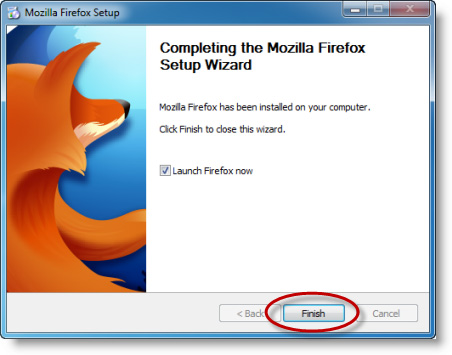 Mozilla Firefox Setup
Completing the Mozilla Firefox
Setup Wizard
Mozilla Firefox has been installed on your computer.
Click Finish to close this wizard.
Launch Firefox now
< Back
Finish
Cancel